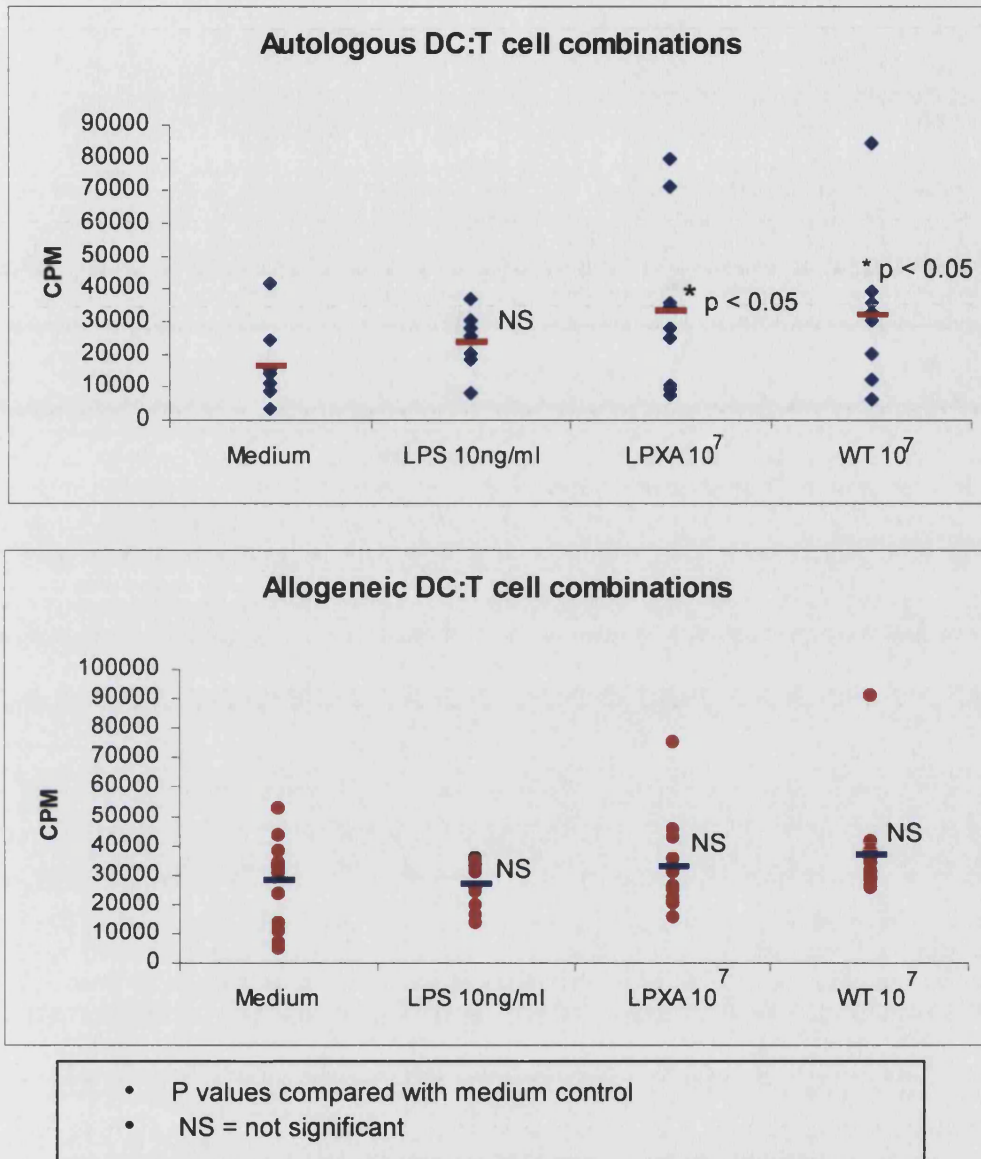 Autologous DC:T cell combinations
90000
80000
70000
60000
50000
40000
30000
20000
10000
0
CPM
NS
* p < 0.05
* p < 0.05
Medium
LPS 10ng/ml
LPXA 10⁷
WT 10⁷
Allogeneic DC:T cell combinations
100000
90000
80000
70000
60000
50000
40000
30000
20000
10000
0
CPM
NS
NS
NS
Medium
LPS 10ng/ml
LPXA 10⁷
WT 10⁷
• P values compared with medium control
• NS = not significant